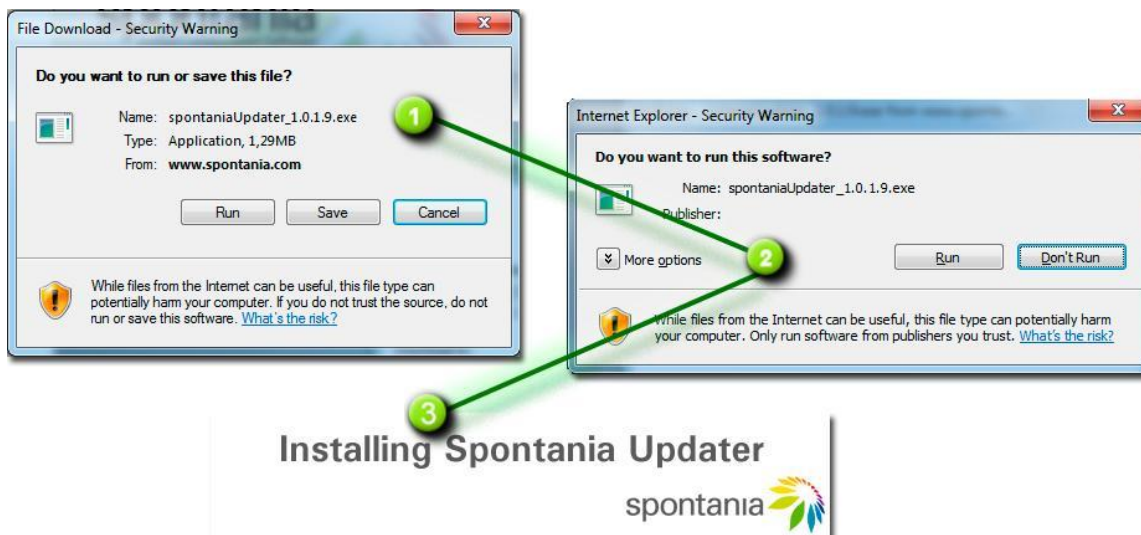 File Download - Security Warning
Do you want to run or save this file?
Name: spontaniaUpdater_1.0.1.9.exe
Type: Application, 1,29MB
From: www.spontania.com
Run Save Cancel
While files from the Internet can be useful, this file type can
potentially harm your computer. If you do not trust the source, do not
run or save this software. What's the risk?
1
Internet Explorer - Security Warning
Do you want to run this software?
Name: spontaniaUpdater_1.0.1.9.exe
Publisher:
More options
2
Run Don't Run
While files from the Internet can be useful, this file type can potentially harm
your computer. Only run software from publishers you trust. What's the risk?
3
Installing Spontania Updater
spontania